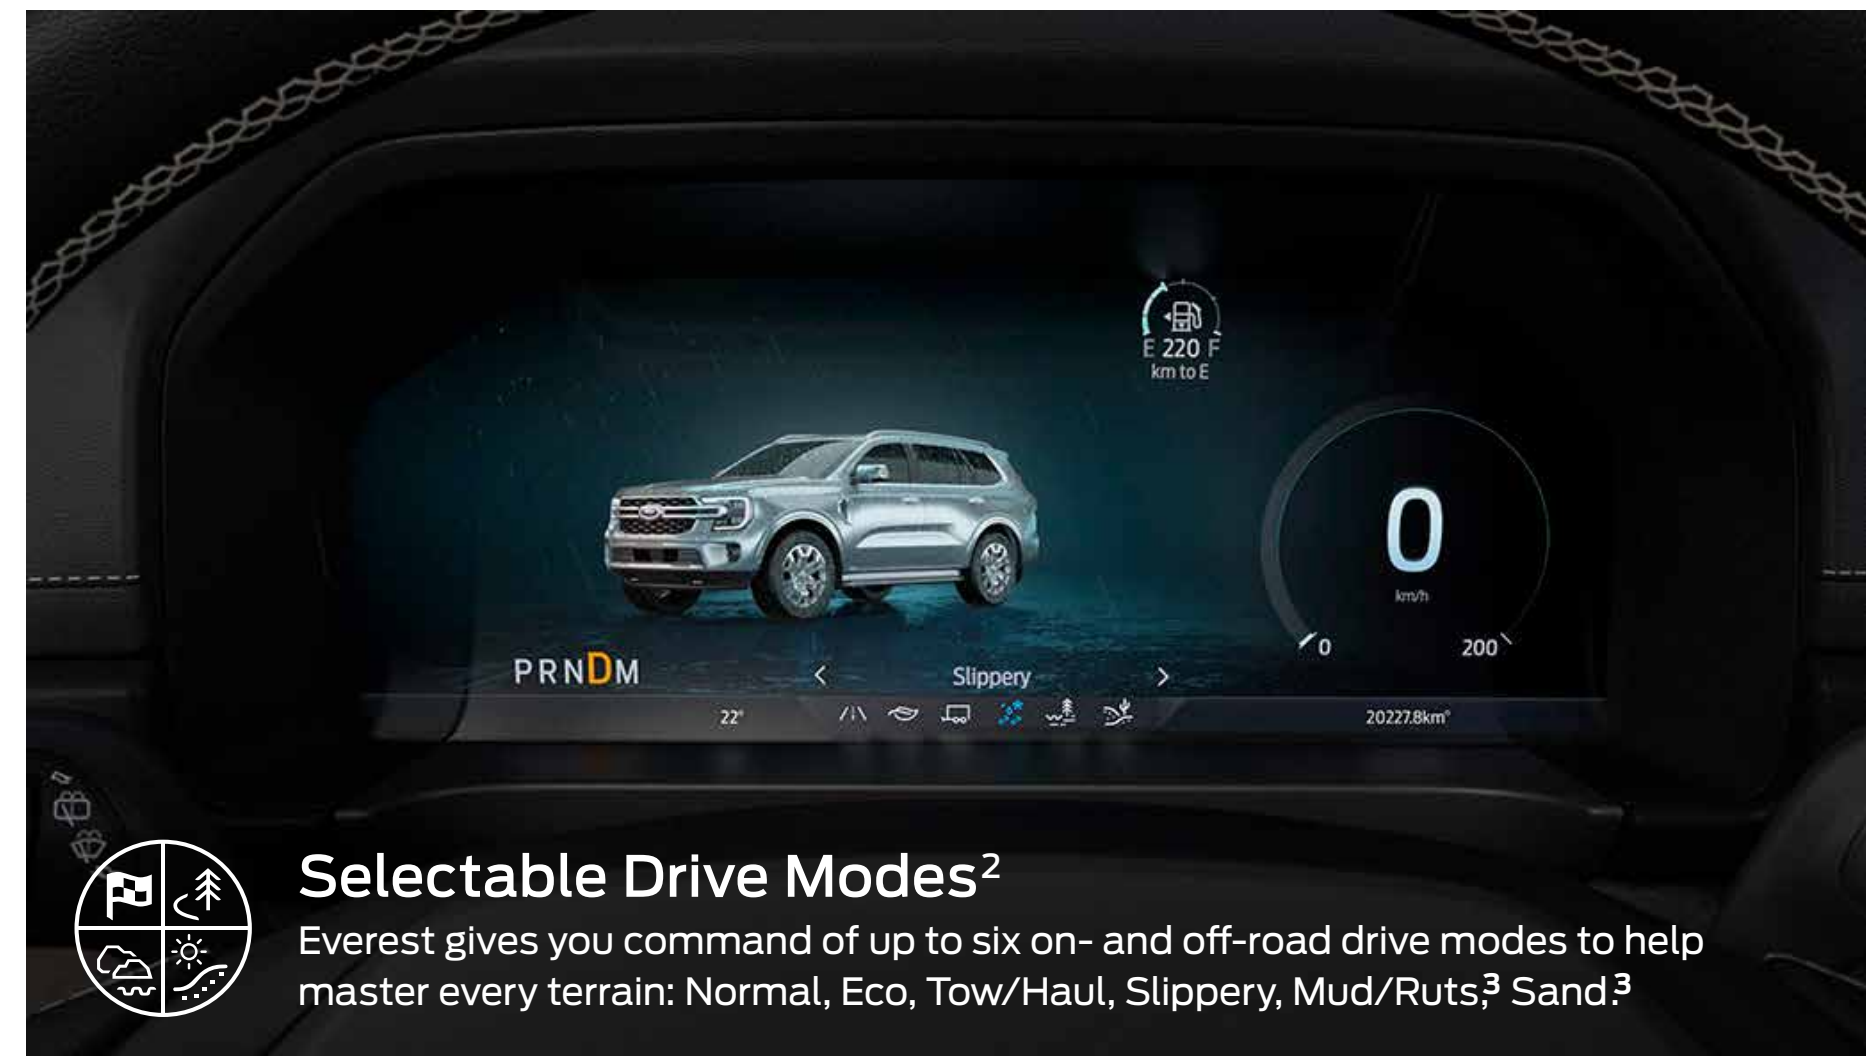 E 220 F
km to E
0
km/h
0 200
PRNDM
< Slippery >
22°
20227.8km°
Selectable Drive Modes²
Everest gives you command of up to six on- and off-road drive modes to help
master every terrain: Normal, Eco, Tow/Haul, Slippery, Mud/Ruts,³ Sand.³